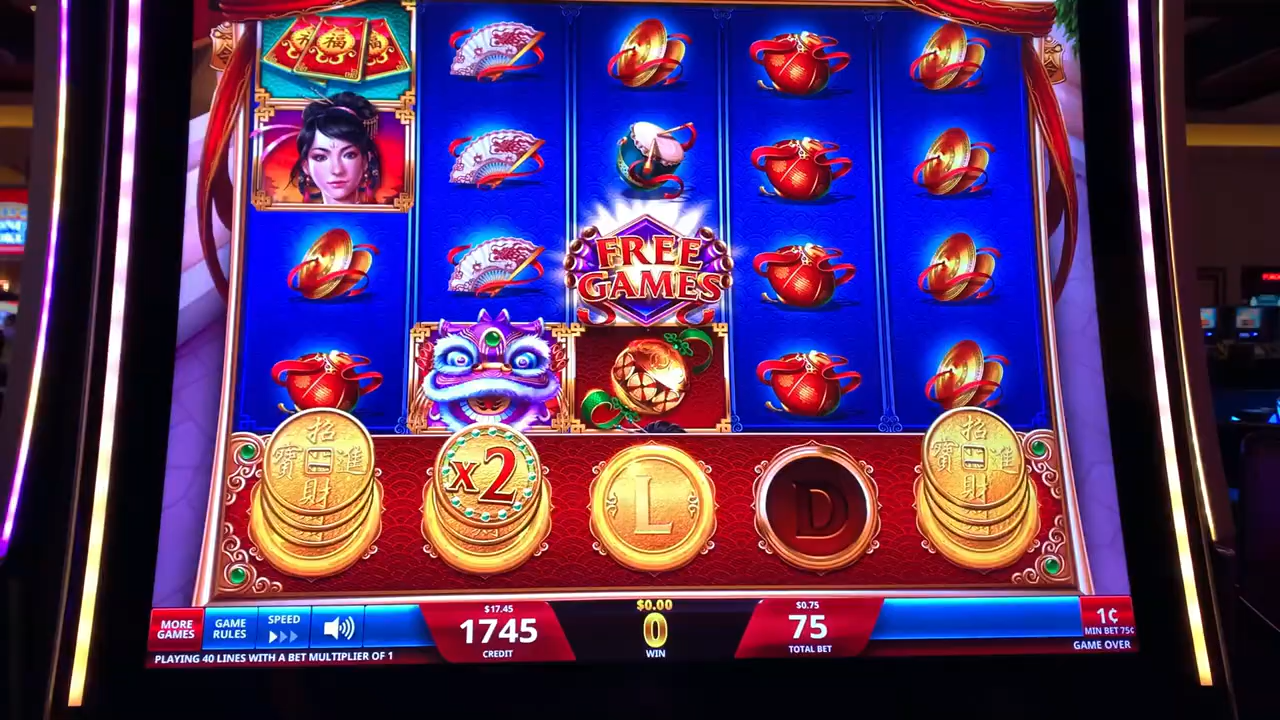 福
FREE
GAMES
招
寶 進
財
x2
L
D
招
寶 進
財
MORE
GAMES
GAME
RULES
SPEED
$17.45
1745
CREDIT
$0.00
0
WIN
$0.75
75
TOTAL BET
1¢
MIN BET 75¢
PLAYING 40 LINES WITH A BET MULTIPLIER OF 1
GAME OVER